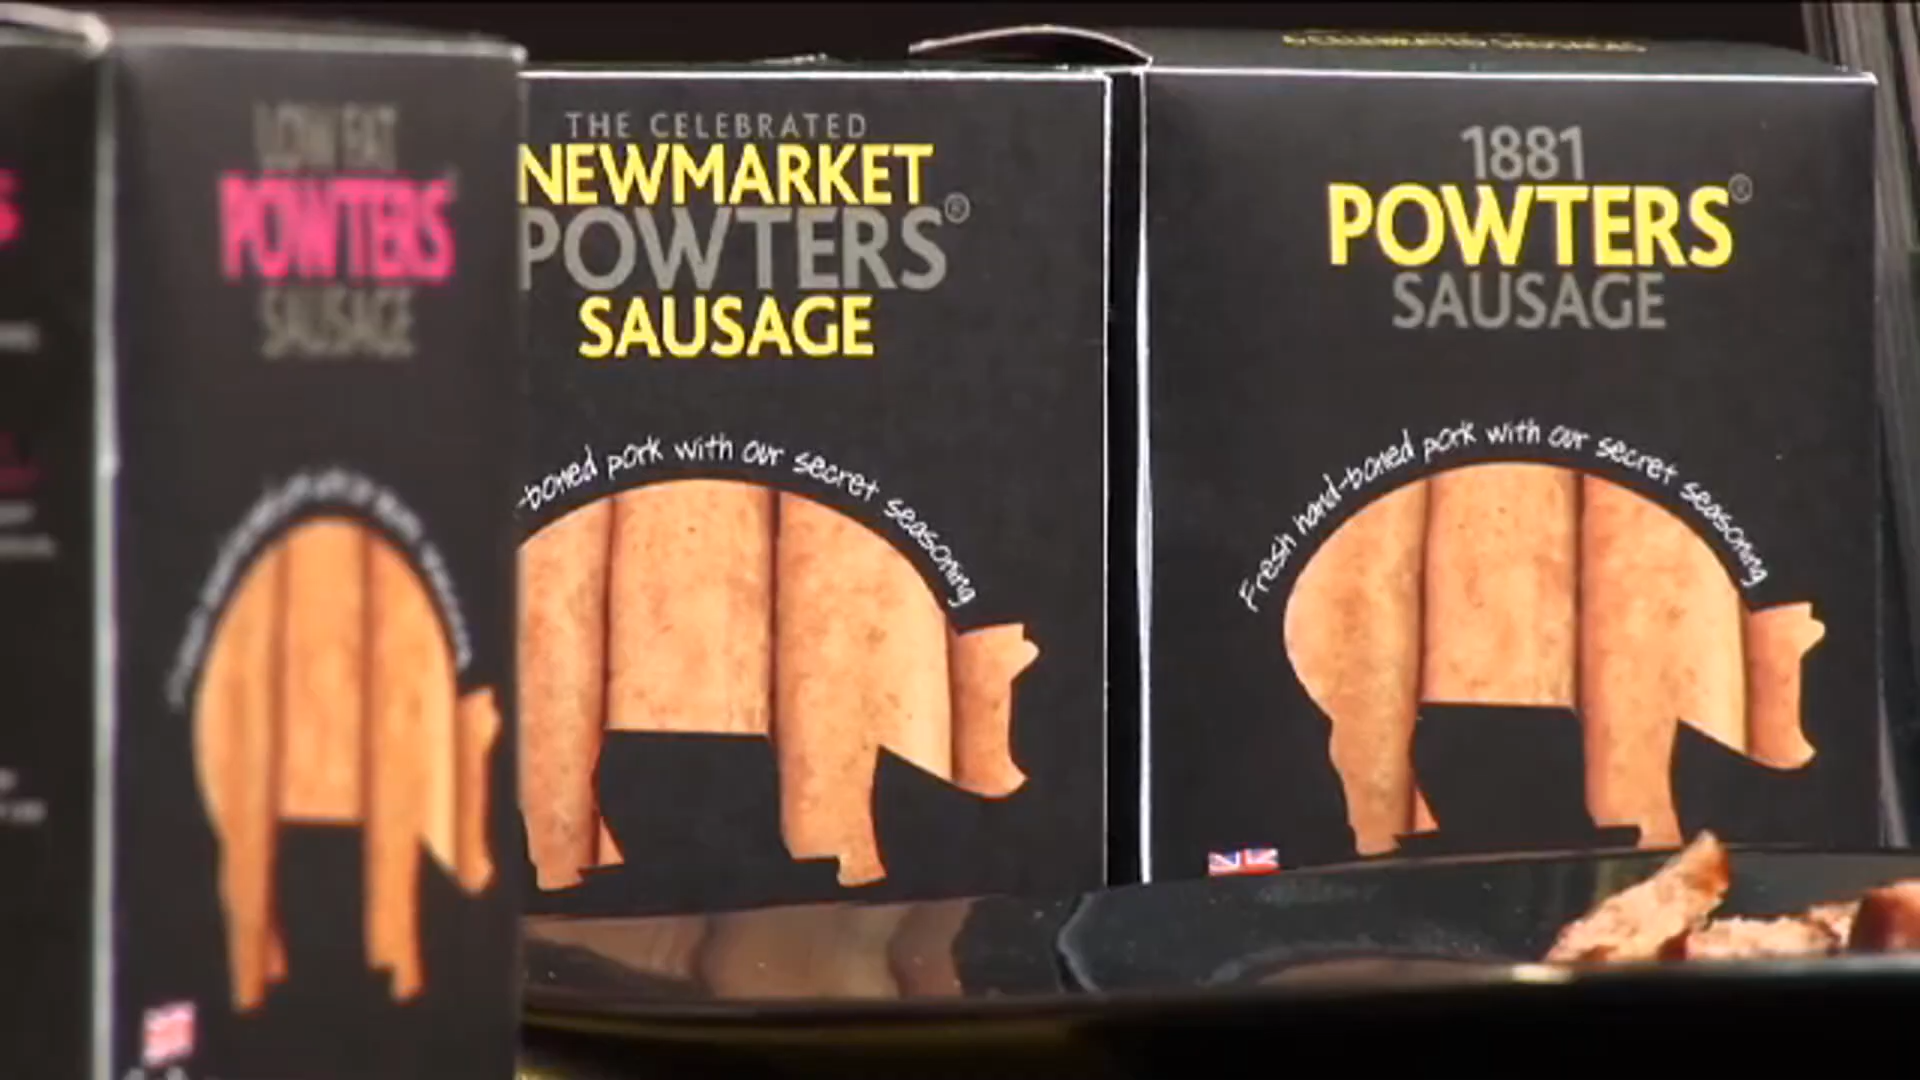 LOW FAT
POWTERS
SAUSAGE
THE CELEBRATED
NEWMARKET
POWTERS®
SAUSAGE
-boned pork with our secret seasoning
1881
POWTERS®
SAUSAGE
Fresh hand-boned pork with our secret seasoning